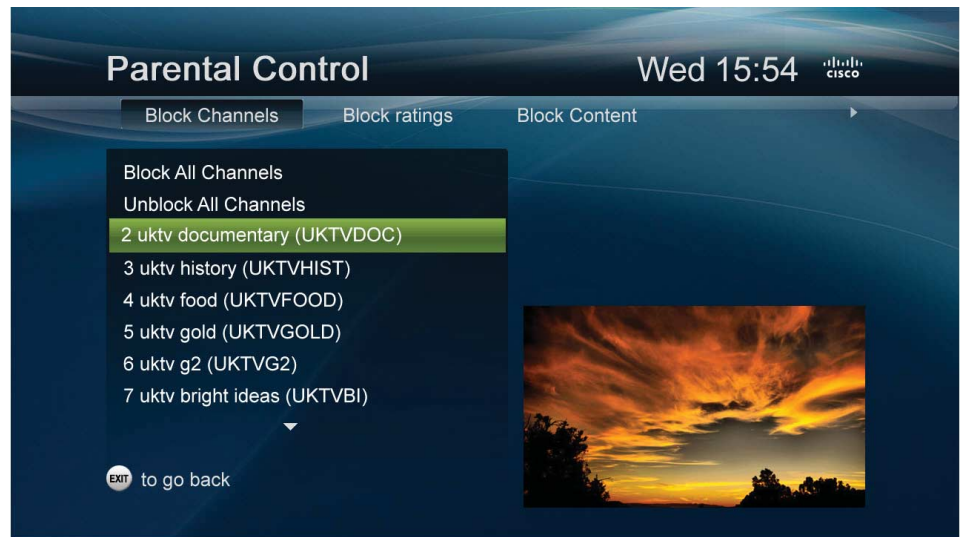 Parental Control
Wed 15:54
cisco
Block Channels
Block ratings
Block Content
Block All Channels
Unblock All Channels
2 uktv documentary (UKTVDOC)
3 uktv history (UKTVHIST)
4 uktv food (UKTVFOOD)
5 uktv gold (UKTVGOLD)
6 uktv g2 (UKTVG2)
7 uktv bright ideas (UKTVBI)
EXIT to go back